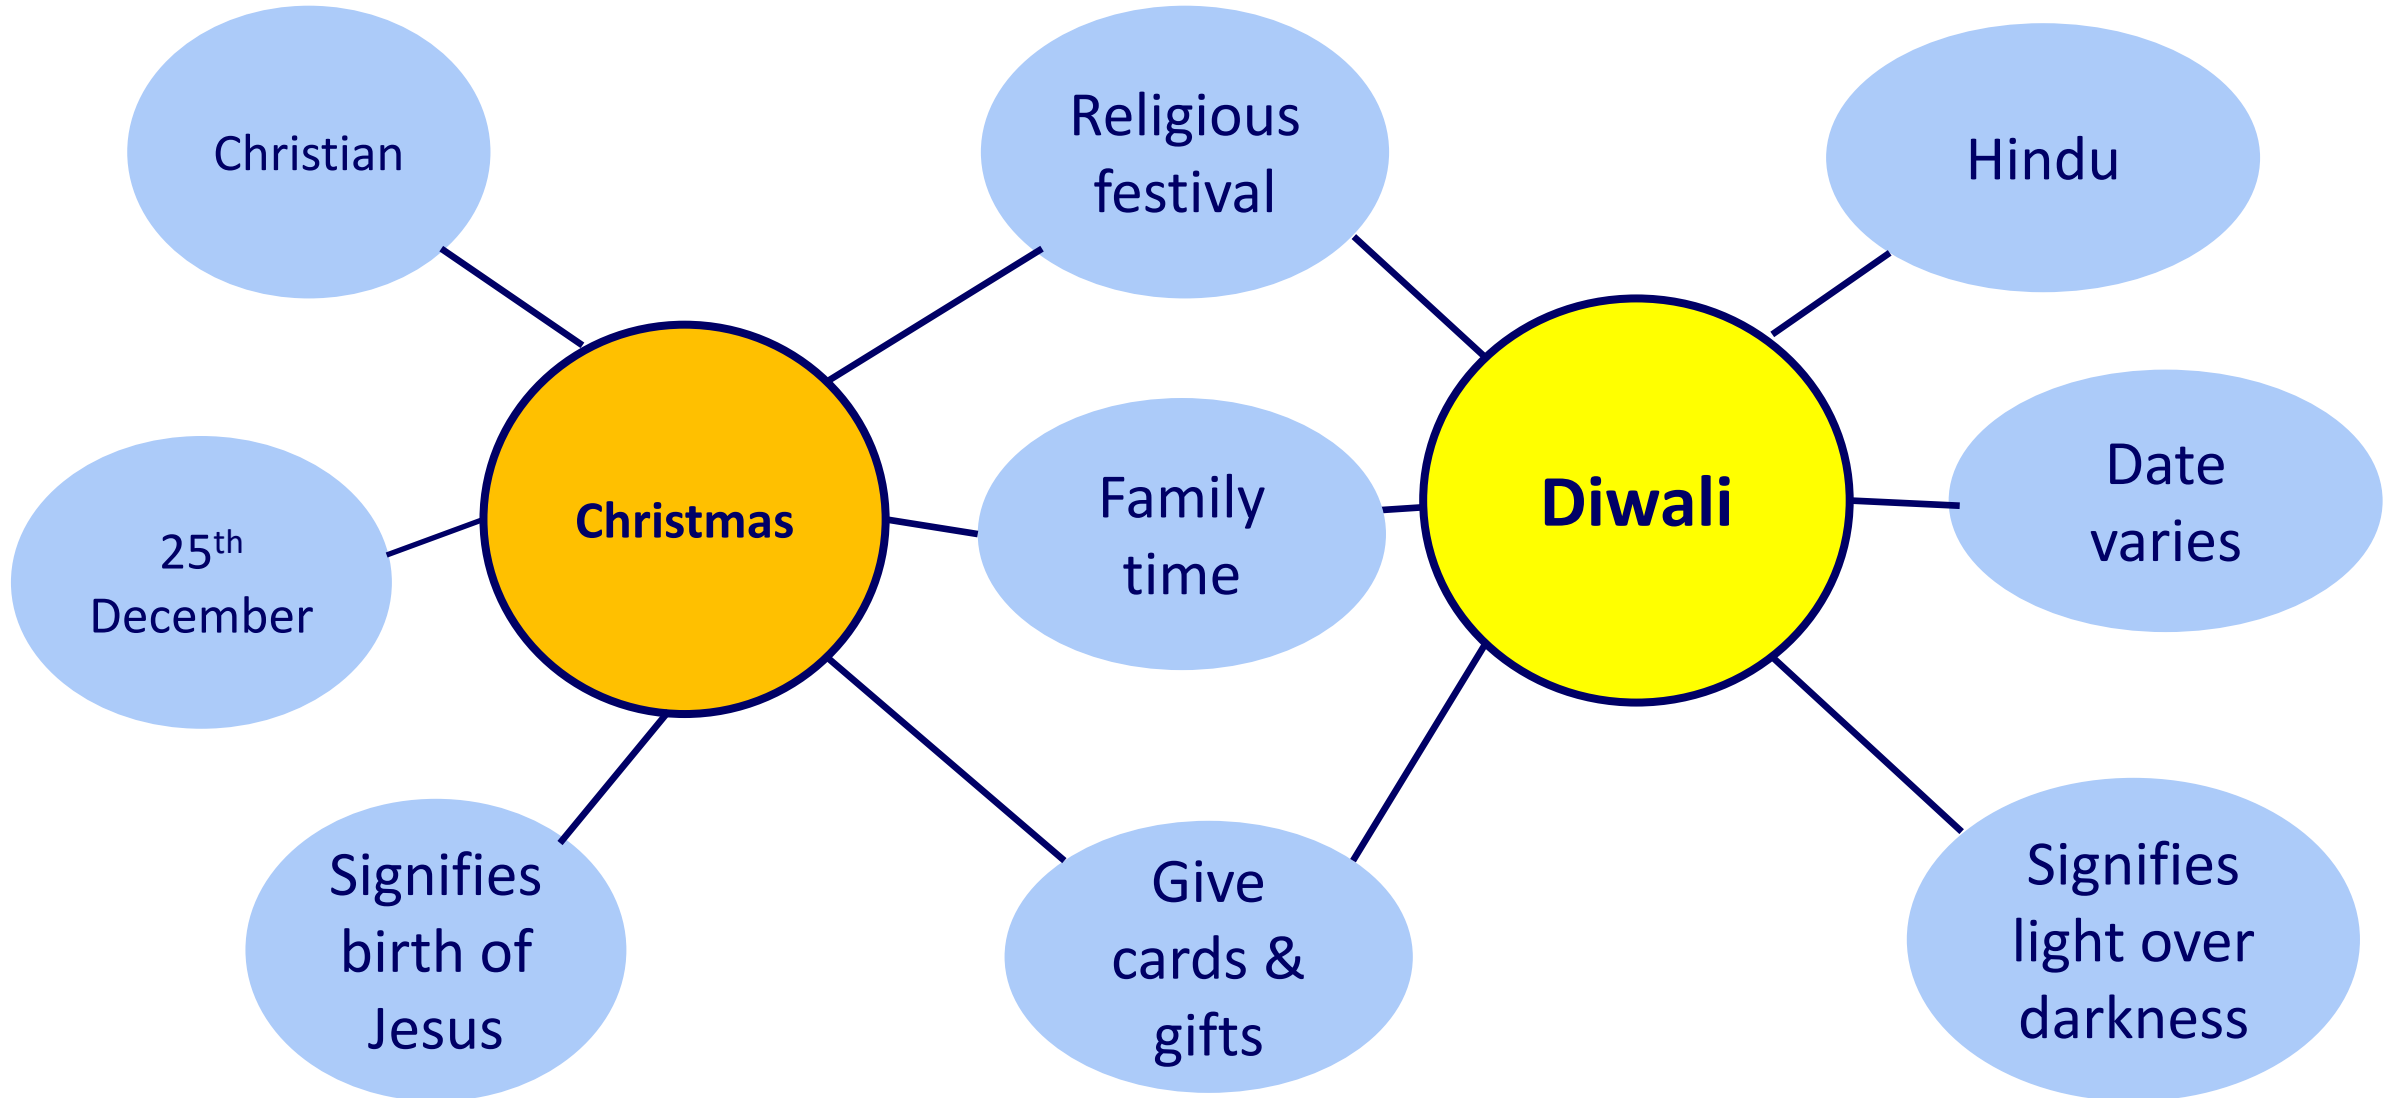 Christian
Religious
festival
Hindu
Christmas
Diwali
25th
December
Family
time
Date
varies
Signifies
birth of
Jesus
Give
cards &
gifts
Signifies
light over
darkness